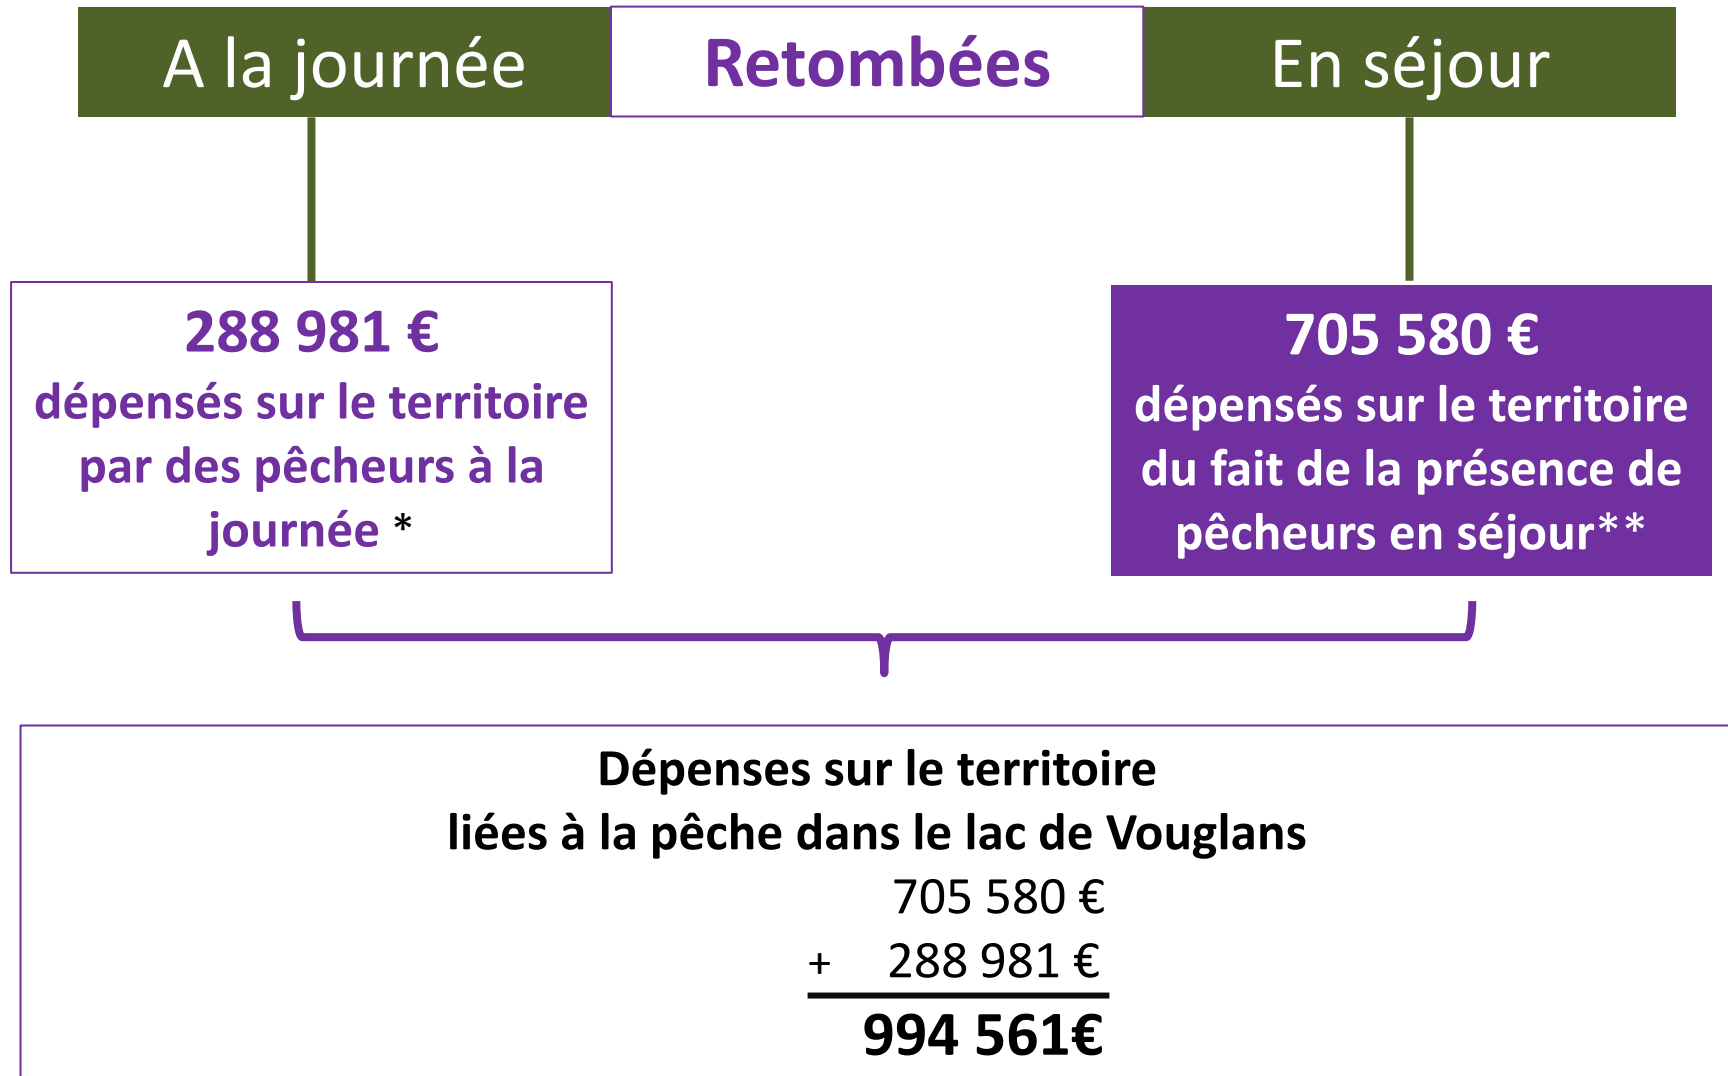 A la journée
Retombées
En séjour
288 981 €
dépensés sur le territoire
par des pêcheurs à la
journée *
705 580 €
dépensés sur le territoire
du fait de la présence de
pêcheurs en séjour**
Dépenses sur le territoire
liées à la pêche dans le lac de Vouglans
705 580 €
+ 288 981 €
994 561€